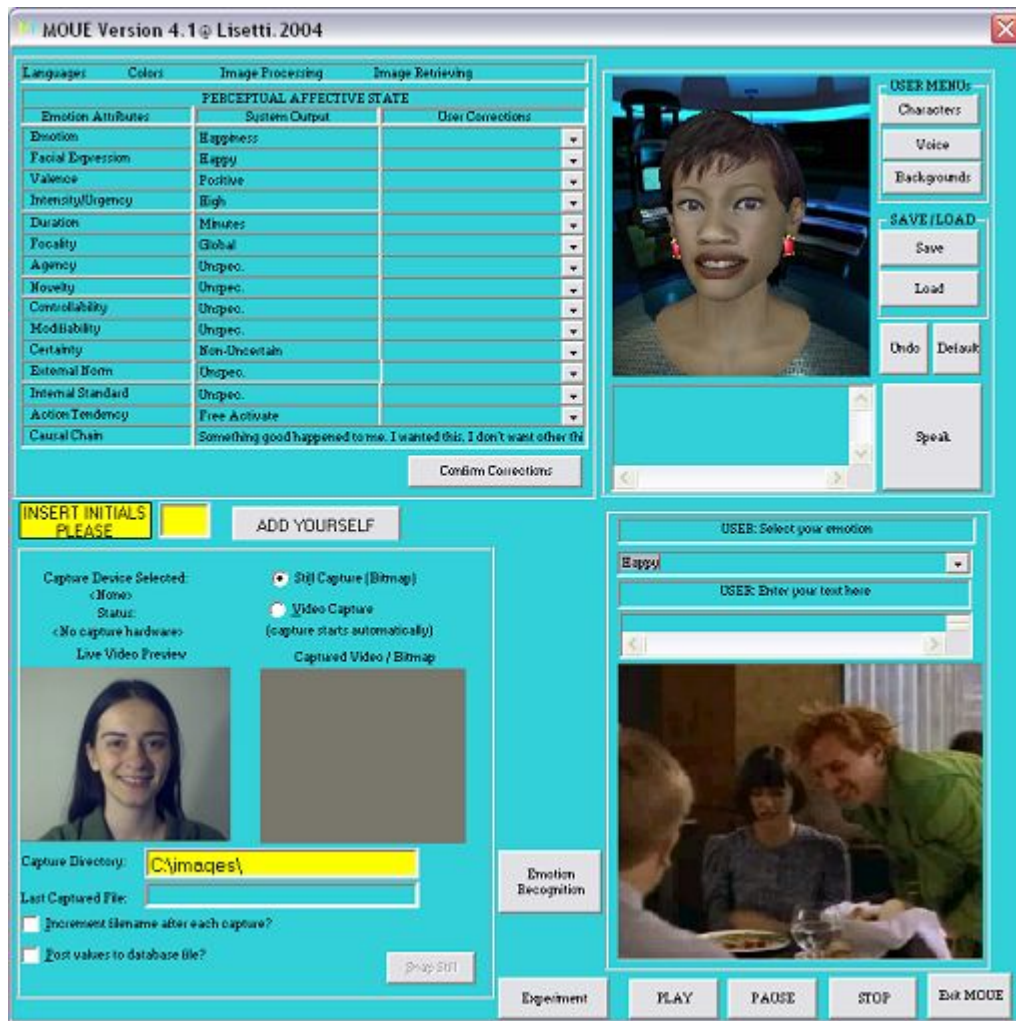 MOUE Version 4.1@ Lisetti.2004
Languages Colors Image Processing Image Retrieving
PERCEPTUAL AFFECTIVE STATE
Emotion Attributes System Output User Corrections
Emotion Happiness
Facial Expression Happy
Valence Positive
Intensity/Urgency High
Duration Minutes
Focality Global
Agency Unspec.
Novelty Unspec.
Controllability Unspec.
Modifiability Unspec.
Certainty Non-Uncertain
External Norm Unspec.
Internal Standard Unspec.
Action Tendency Free Activate
Causal Chain Something good happened to me. I wanted this. I don't want other thi
Confirm Corrections
USER MENUs
Characters
Voice
Backgrounds
SAVE/LOAD
Save
Load
Undo Default
Speak
INSERT INITIALS
PLEASE
ADD YOURSELF
Capture Device Selected:
<None>
Status:
<No capture hardware>
Still Capture (Bitmap)
Video Capture
(capture starts automatically)
Live Video Preview
Captured Video / Bitmap
Capture Directory: C:\images\
Last Captured File:
Increment filename after each capture?
Post values to database file?
Snap Still
USER: Select your emotion
Happy
USER: Enter your text here
Emotion
Recognition
Experiment PLAY PAUSE STOP Exit MOUE